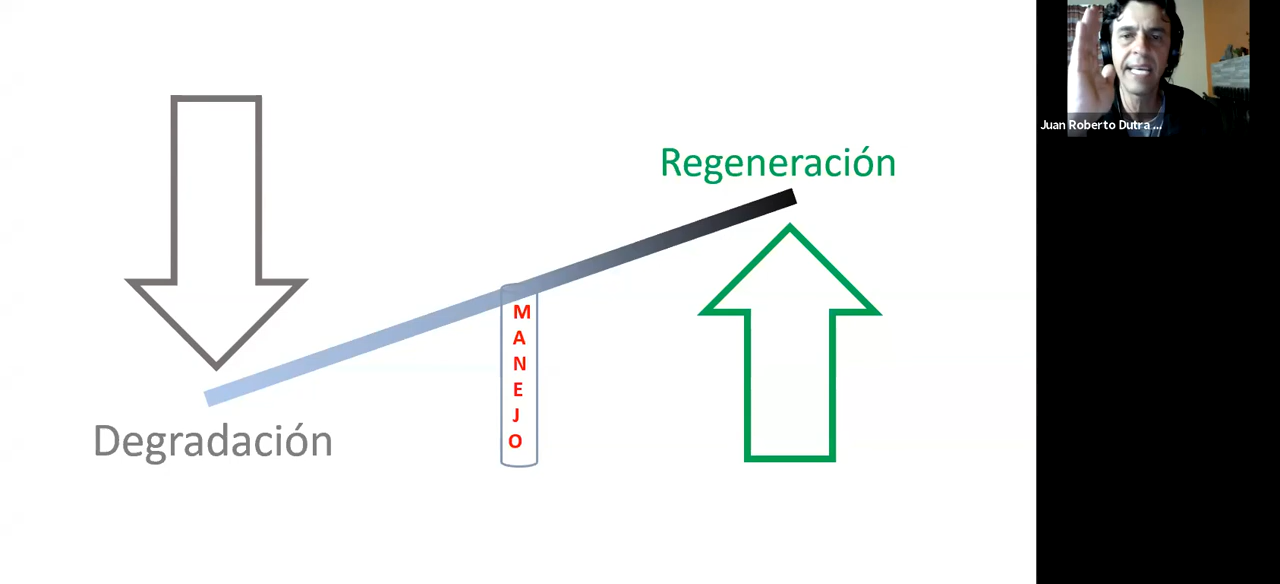 Juan Roberto Dutra ...
Regeneración
M
A
N
E
J
O
Degradación